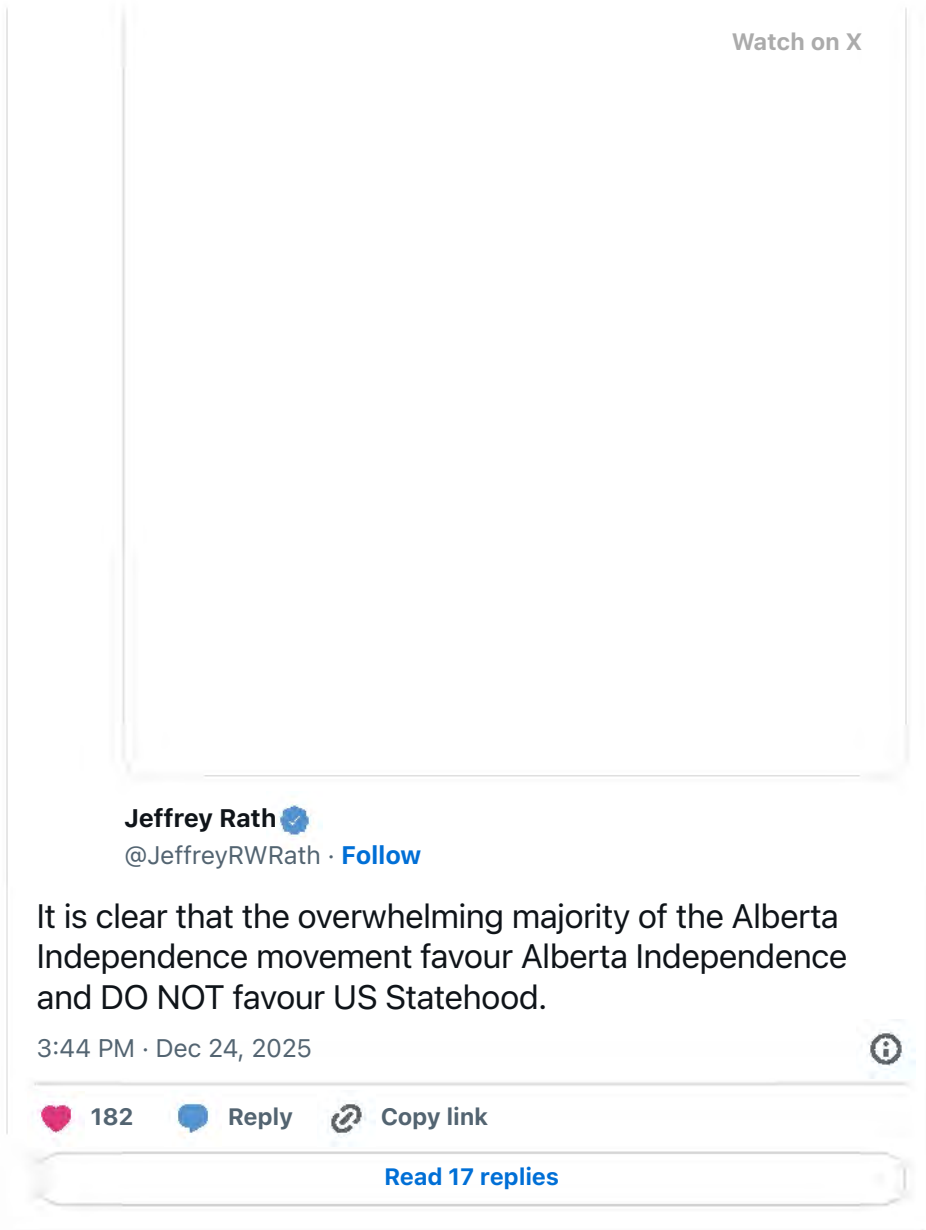 Watch on X
Jeffrey Rath
@JeffreyRWRath · Follow
It is clear that the overwhelming majority of the Alberta
Independence movement favour Alberta Independence
and DO NOT favour US Statehood.
3:44 PM · Dec 24, 2025
182 Reply Copy link
Read 17 replies